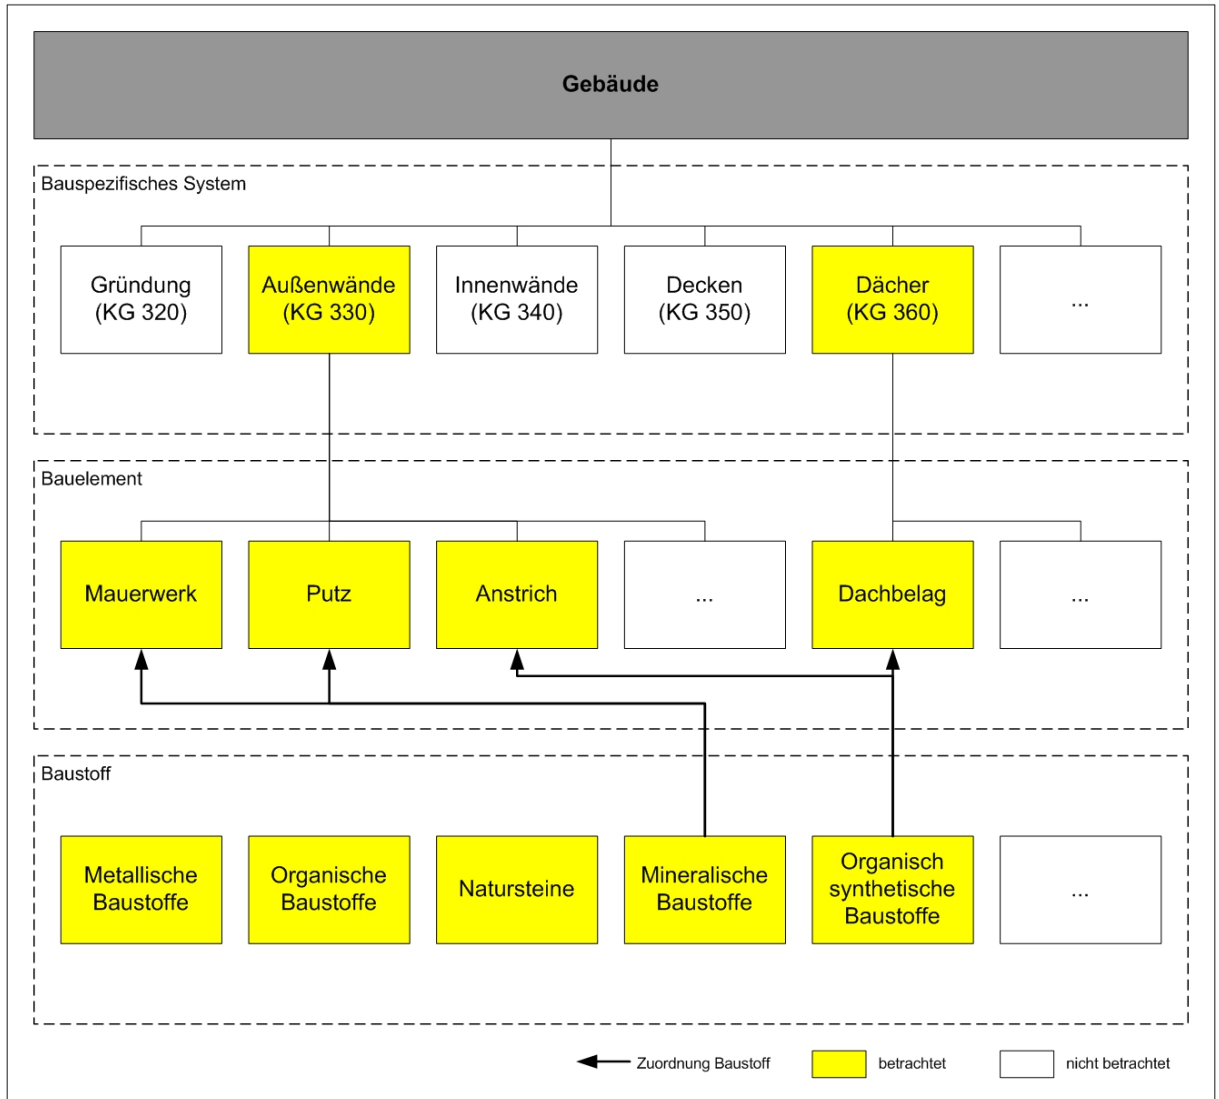 Gebäude
Bauspezifisches System
Gründung
(KG 320)
Außenwände
(KG 330)
Innenwände
(KG 340)
Decken
(KG 350)
Dächer
(KG 360)
...
Bauelement
Mauerwerk
Putz
Anstrich
...
Dachbelag
...
Baustoff
Metallische
Baustoffe
Organische
Baustoffe
Natursteine
Mineralische
Baustoffe
Organisch
synthetische
Baustoffe
...
Zuordnung Baustoff
betrachtet
nicht betrachtet